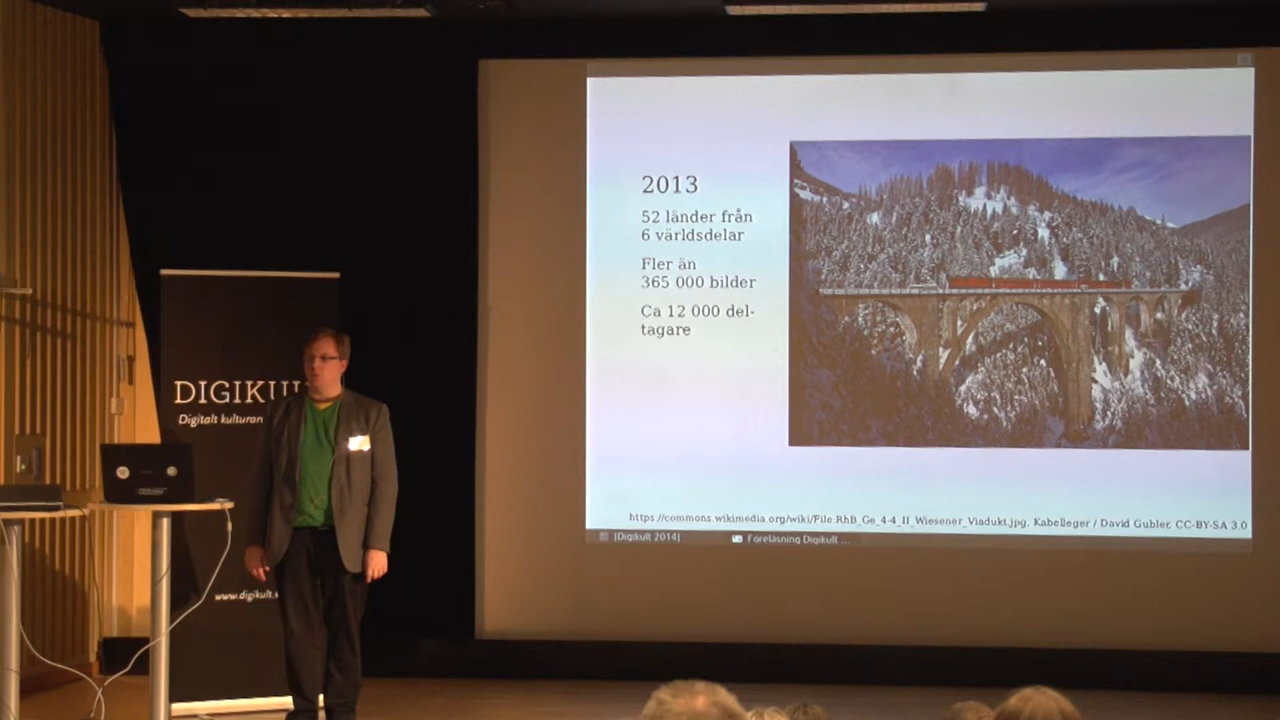 2013
52 länder från
6 världsdelar
Fler än
365 000 bilder
Ca 12 000 del-
tagare
https://commons.wikimedia.org/wiki/File:RhB_Ge_4-4_II_Wiesener_Viadukt.jpg, Kabelleger / David Gubler, CC-BY-SA 3.0
[Digikult 2014]
Föreläsning Digikult ...
DIGIKUL
Digitalt kulturarv
www.digikult.s